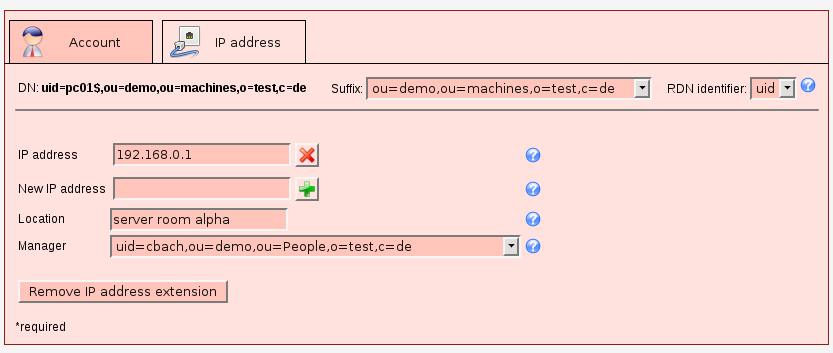 Account
IP address
DN: uid=pc01$,ou=demo,ou=machines,o=test,c=de Suffix: ou=demo,ou=machines,o=test,c=de RDN identifier: uid
IP address 192.168.0.1
New IP address
Location server room alpha
Manager uid=cbach,ou=demo,ou=People,o=test,c=de
Remove IP address extension
*required